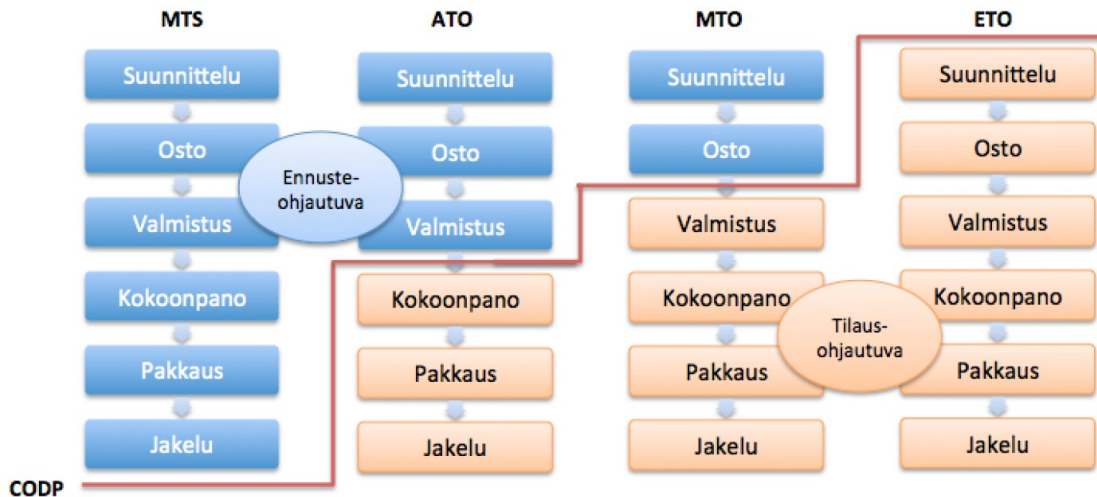 MTS
Suunnittelu
Osto
Valmistus
Kokoonpano
Pakkaus
Jakelu
ATO
Suunnittelu
Osto
Valmistus
Kokoonpano
Pakkaus
Jakelu
MTO
Suunnittelu
Osto
Valmistus
Kokoonpano
Pakkaus
Jakelu
ETO
Suunnittelu
Osto
Valmistus
Kokoonpano
Pakkaus
Jakelu
Ennuste-
ohjautuva
Tilaus-
ohjautuva
CODP